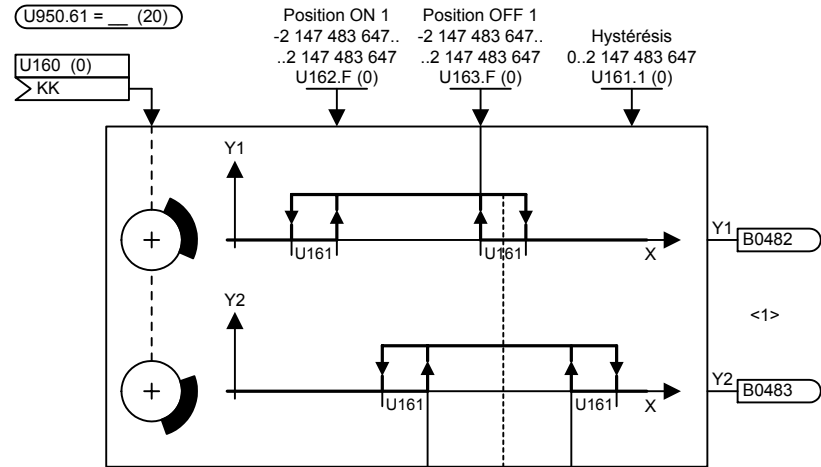 U950.61 = __ (20)
Position ON 1
-2 147 483 647..
..2 147 483 647
U162.F (0)
Position OFF 1
-2 147 483 647..
..2 147 483 647
U163.F (0)
Hystérésis
0..2 147 483 647
U161.1 (0)
U160 (0)
KK
Y1
U161
U161
X
Y1
B0482
<1>
Y2
U161
U161
X
Y2
B0483